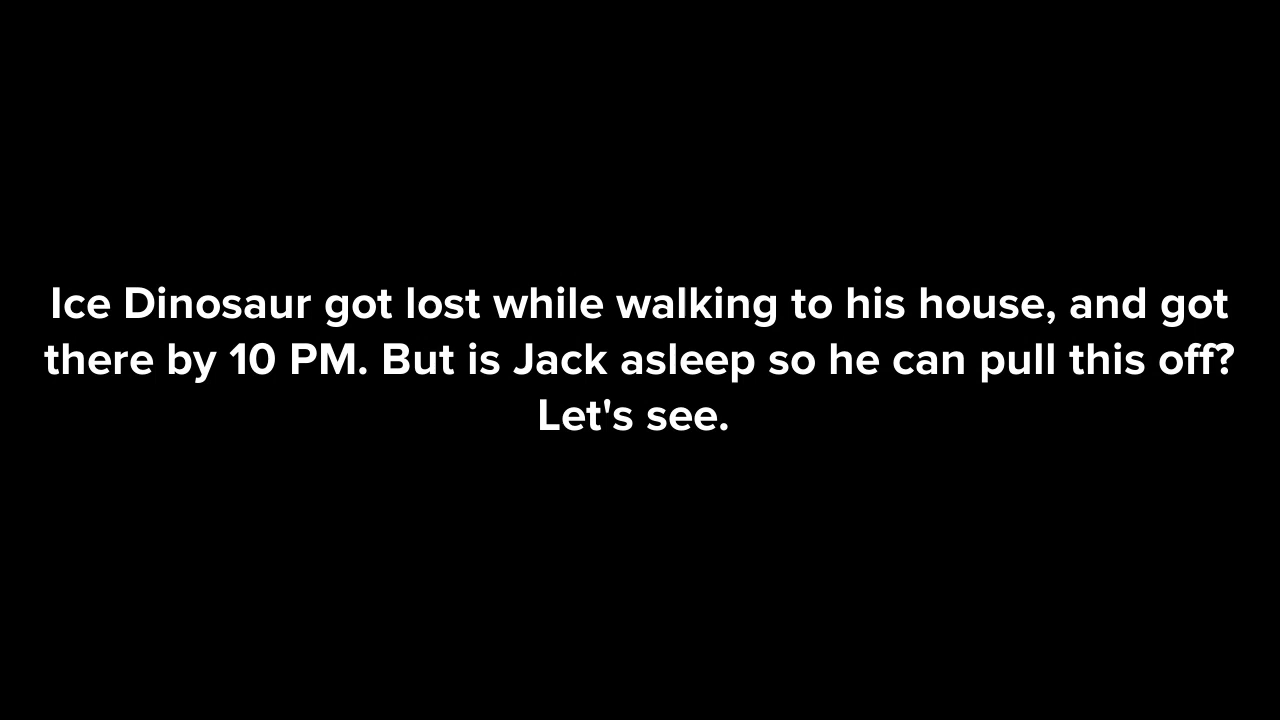 Ice Dinosaur got lost while walking to his house, and got
there by 10 PM. But is Jack asleep so he can pull this off?
Let's see.